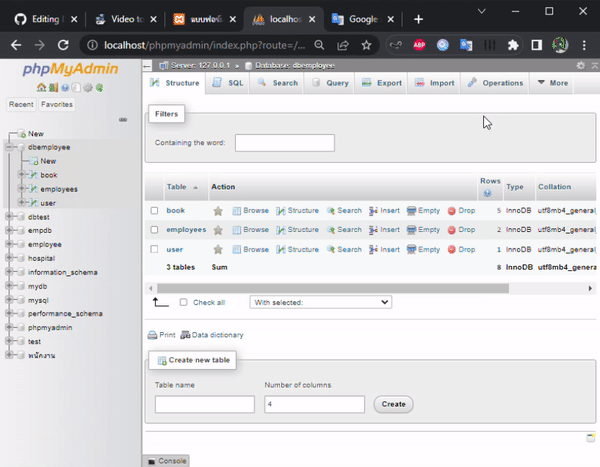 Editing
Video to
แบบฟอร์
localhos
Google
localhost/phpmyadmin/index.php?route=/...
ABP
phpMyAdmin
Recent Favorites
New
dbemployee
New
book
employees
user
dbtest
empdb
employee
hospital
information_schema
mydb
mysql
performance_schema
phpmyadmin
test
พนักงาน
Server: 127.0.0.1 » Database: dbemployee
Structure SQL Search Query Export Import Operations More
Filters
Containing the word:
Table Action Rows Type Collation
book Browse Structure Search Insert Empty Drop 5 InnoDB utf8mb4_general_
employees Browse Structure Search Insert Empty Drop 2 InnoDB utf8mb4_general_
user Browse Structure Search Insert Empty Drop 1 InnoDB utf8mb4_general_
3 tables Sum 8 InnoDB utf8mb4_general_
Check all With selected:
Print Data dictionary
Create new table
Table name Number of columns
4 Create
Console